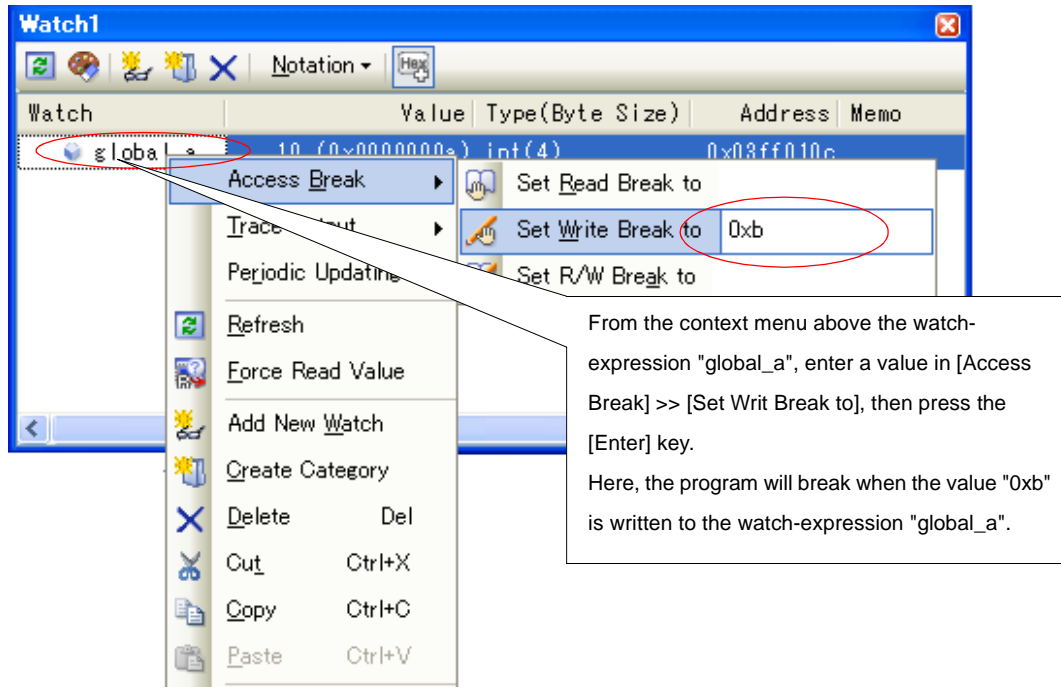 Watch1
Notation
Hex
Watch Value Type(Byte Size) Address Memo
global_a 10 (0x0000000a) int(4) 0x03ff010c
Access Break Set Read Break to
Trace Output Set Write Break to 0xb
Periodic Updating Set R/W Break to
Refresh
Force Read Value
Add New Watch
Create Category
Delete Del
Cut Ctrl+X
Copy Ctrl+C
Paste Ctrl+V
From the context menu above the watch-
expression "global_a", enter a value in [Access
Break] >> [Set Writ Break to], then press the
[Enter] key.
Here, the program will break when the value "0xb"
is written to the watch-expression "global_a".